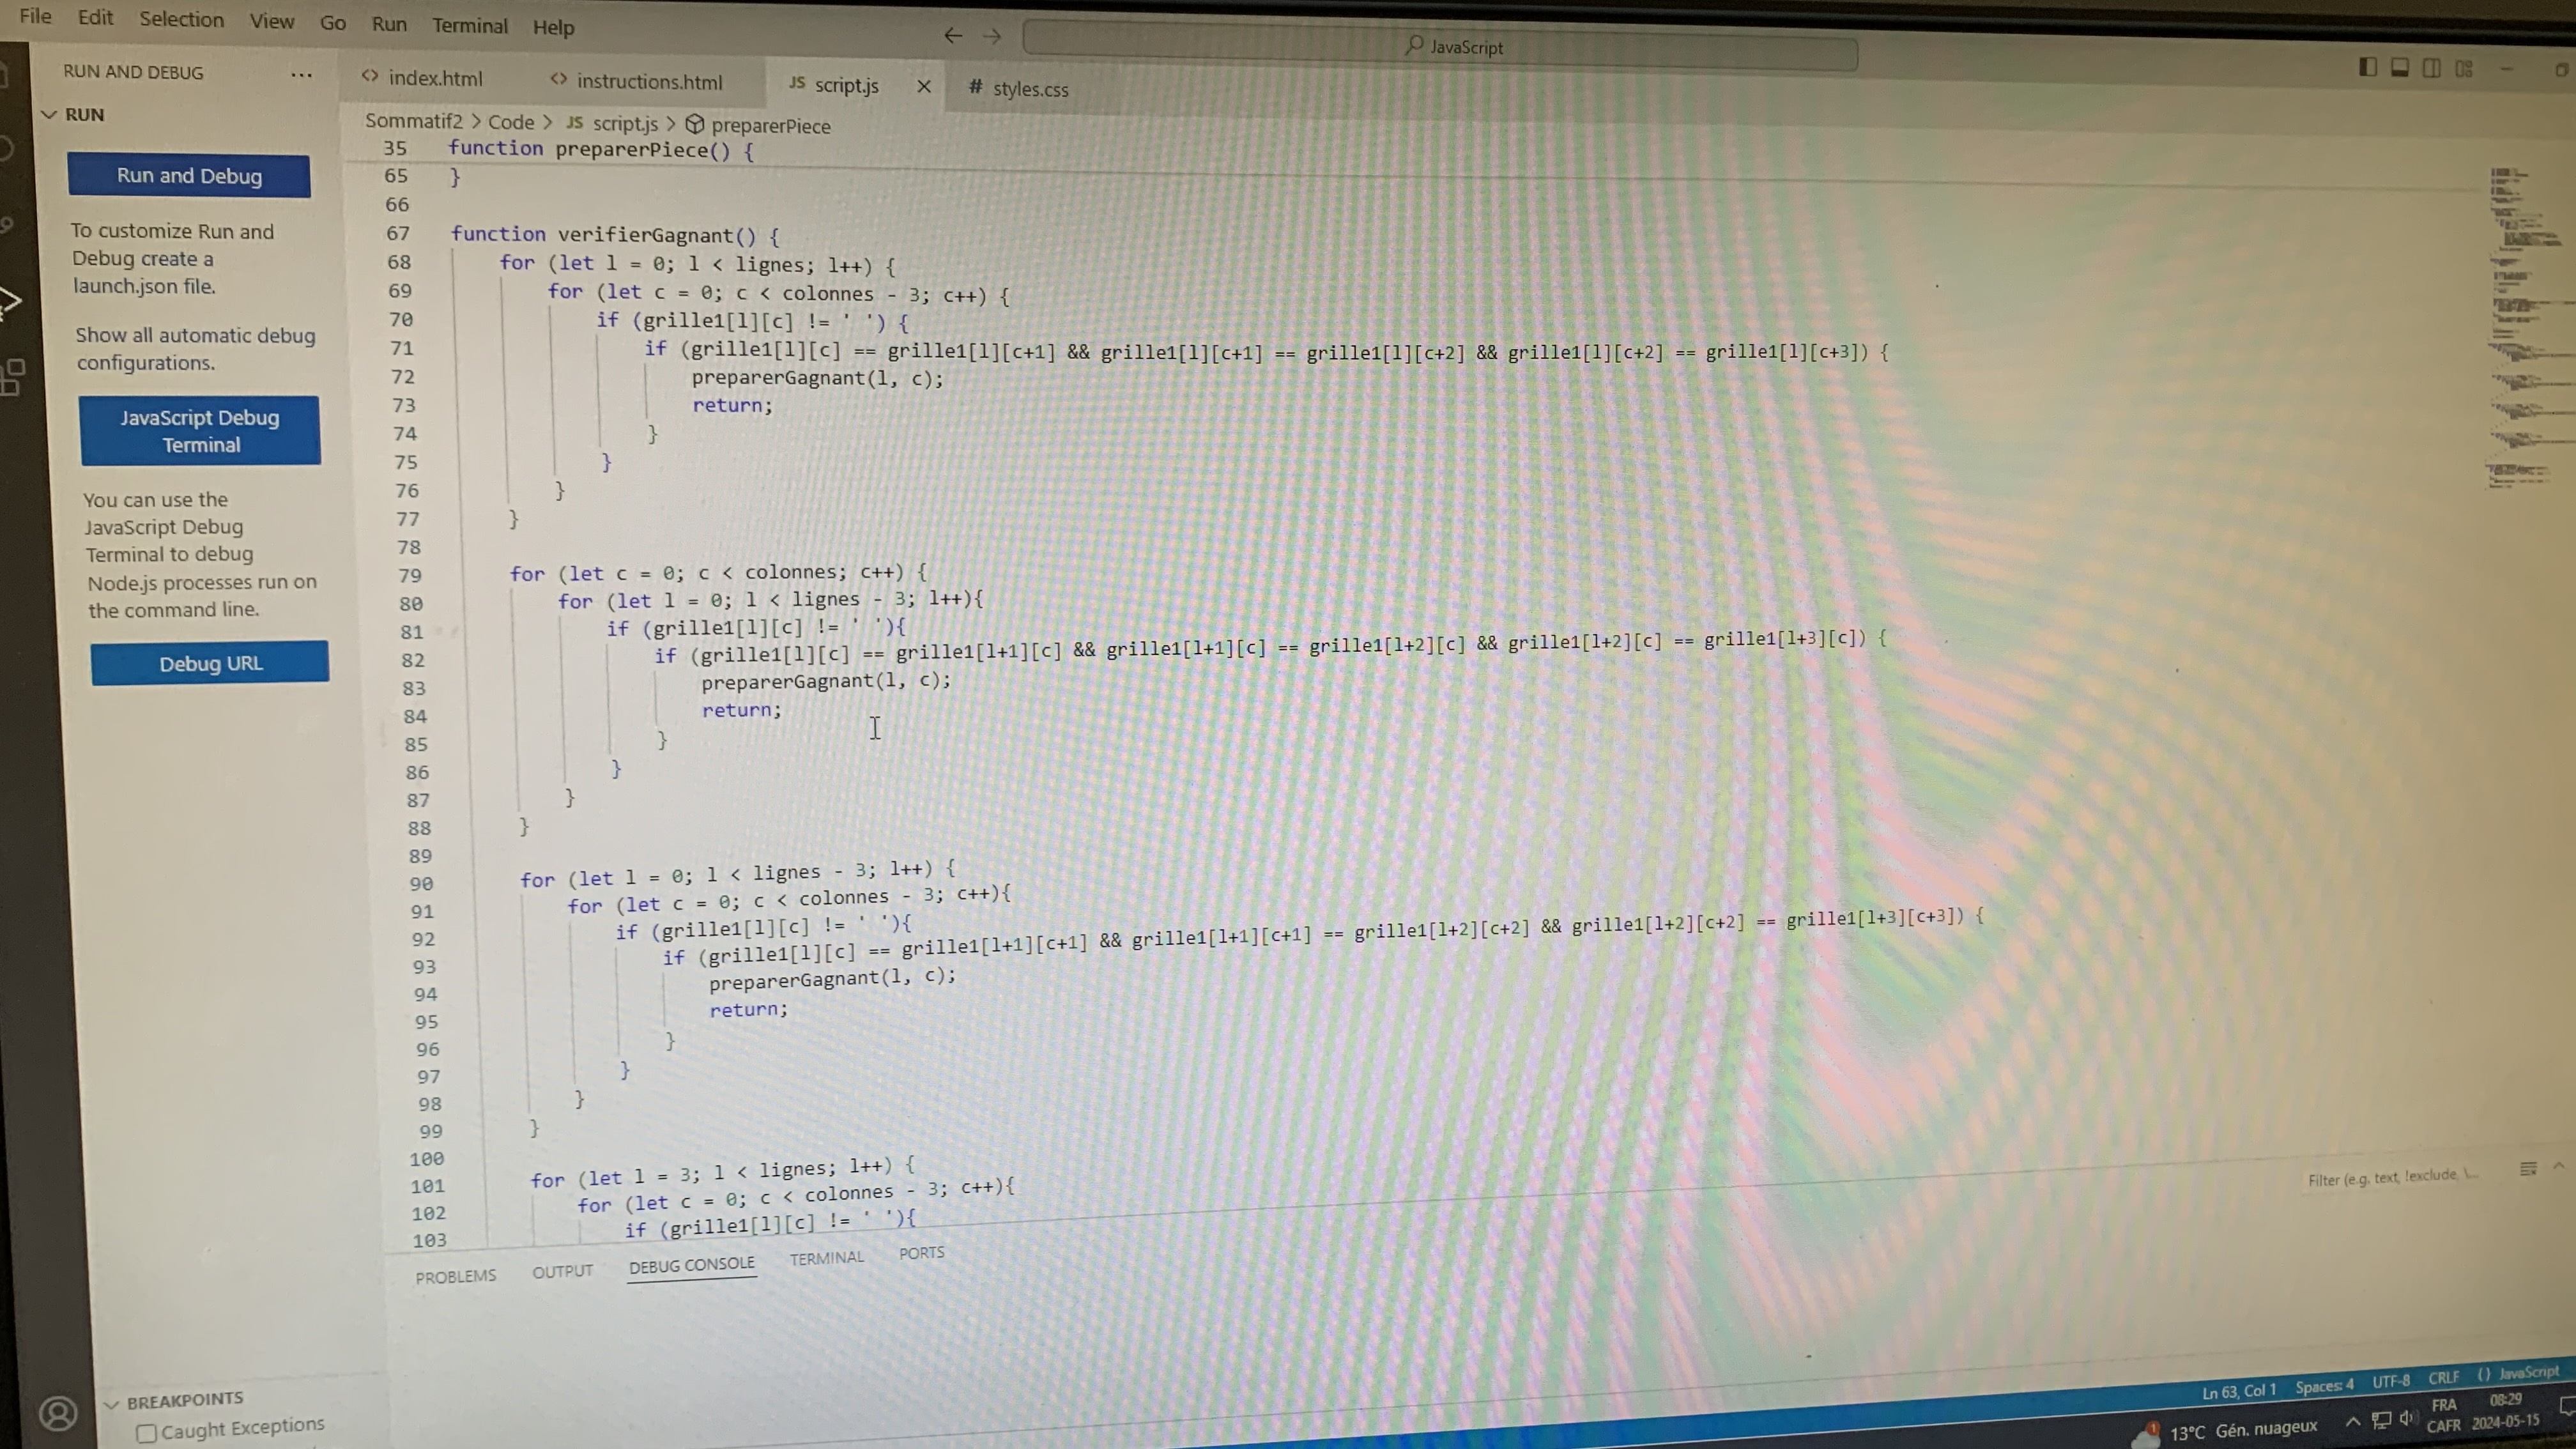 File Edit Selection View Go Run Terminal Help
JavaScript
RUN AND DEBUG ...
RUN
Run and Debug
To customize Run and
Debug create a
launch.json file.
Show all automatic debug
configurations.
JavaScript Debug
Terminal
You can use the
JavaScript Debug
Terminal to debug
Node.js processes run on
the command line.
Debug URL
BREAKPOINTS
Caught Exceptions
<> index.html <> instructions.html JS script.js × # styles.css
Sommatif2 > Code > JS script.js > preparerPiece
35 function preparerPiece() {
65 }
66
67 function verifierGagnant() {
68 for (let l = 0; l < lignes; l++) {
69 for (let c = 0; c < colonnes - 3; c++) {
70 if (grille1[l][c] != ' ') {
71 if (grille1[l][c] == grille1[l][c+1] && grille1[l][c+1] == grille1[l][c+2] && grille1[l][c+2] == grille1[l][c+3]) {
72 preparerGagnant(l, c);
73 return;
74 }
75 }
76 }
77 }
78
79 for (let c = 0; c < colonnes; c++) {
80 for (let l = 0; l < lignes - 3; l++){
81 if (grille1[l][c] != ' '){
82 if (grille1[l][c] == grille1[l+1][c] && grille1[l+1][c] == grille1[l+2][c] && grille1[l+2][c] == grille1[l+3][c]) {
83 preparerGagnant(l, c);
84 return;
85 }
86 }
87 }
88 }
89
90 for (let l = 0; l < lignes - 3; l++) {
91 for (let c = 0; c < colonnes - 3; c++){
92 if (grille1[l][c] != ' '){
93 if (grille1[l][c] == grille1[l+1][c+1] && grille1[l+1][c+1] == grille1[l+2][c+2] && grille1[l+2][c+2] == grille1[l+3][c+3]) {
94 preparerGagnant(l, c);
95 return;
96 }
97 }
98 }
99 }
100
101 for (let l = 3; l < lignes; l++) {
102 for (let c = 0; c < colonnes - 3; c++){
103 if (grille1[l][c] != ' '){
PROBLEMS OUTPUT DEBUG CONSOLE TERMINAL PORTS
Filter (e.g. text, !exclude, \...
Ln 63, Col 1 Spaces: 4 UTF-8 CRLF () JavaScript
13°C Gén. nuageux
FRA
CAFR
08:29
2024-05-15